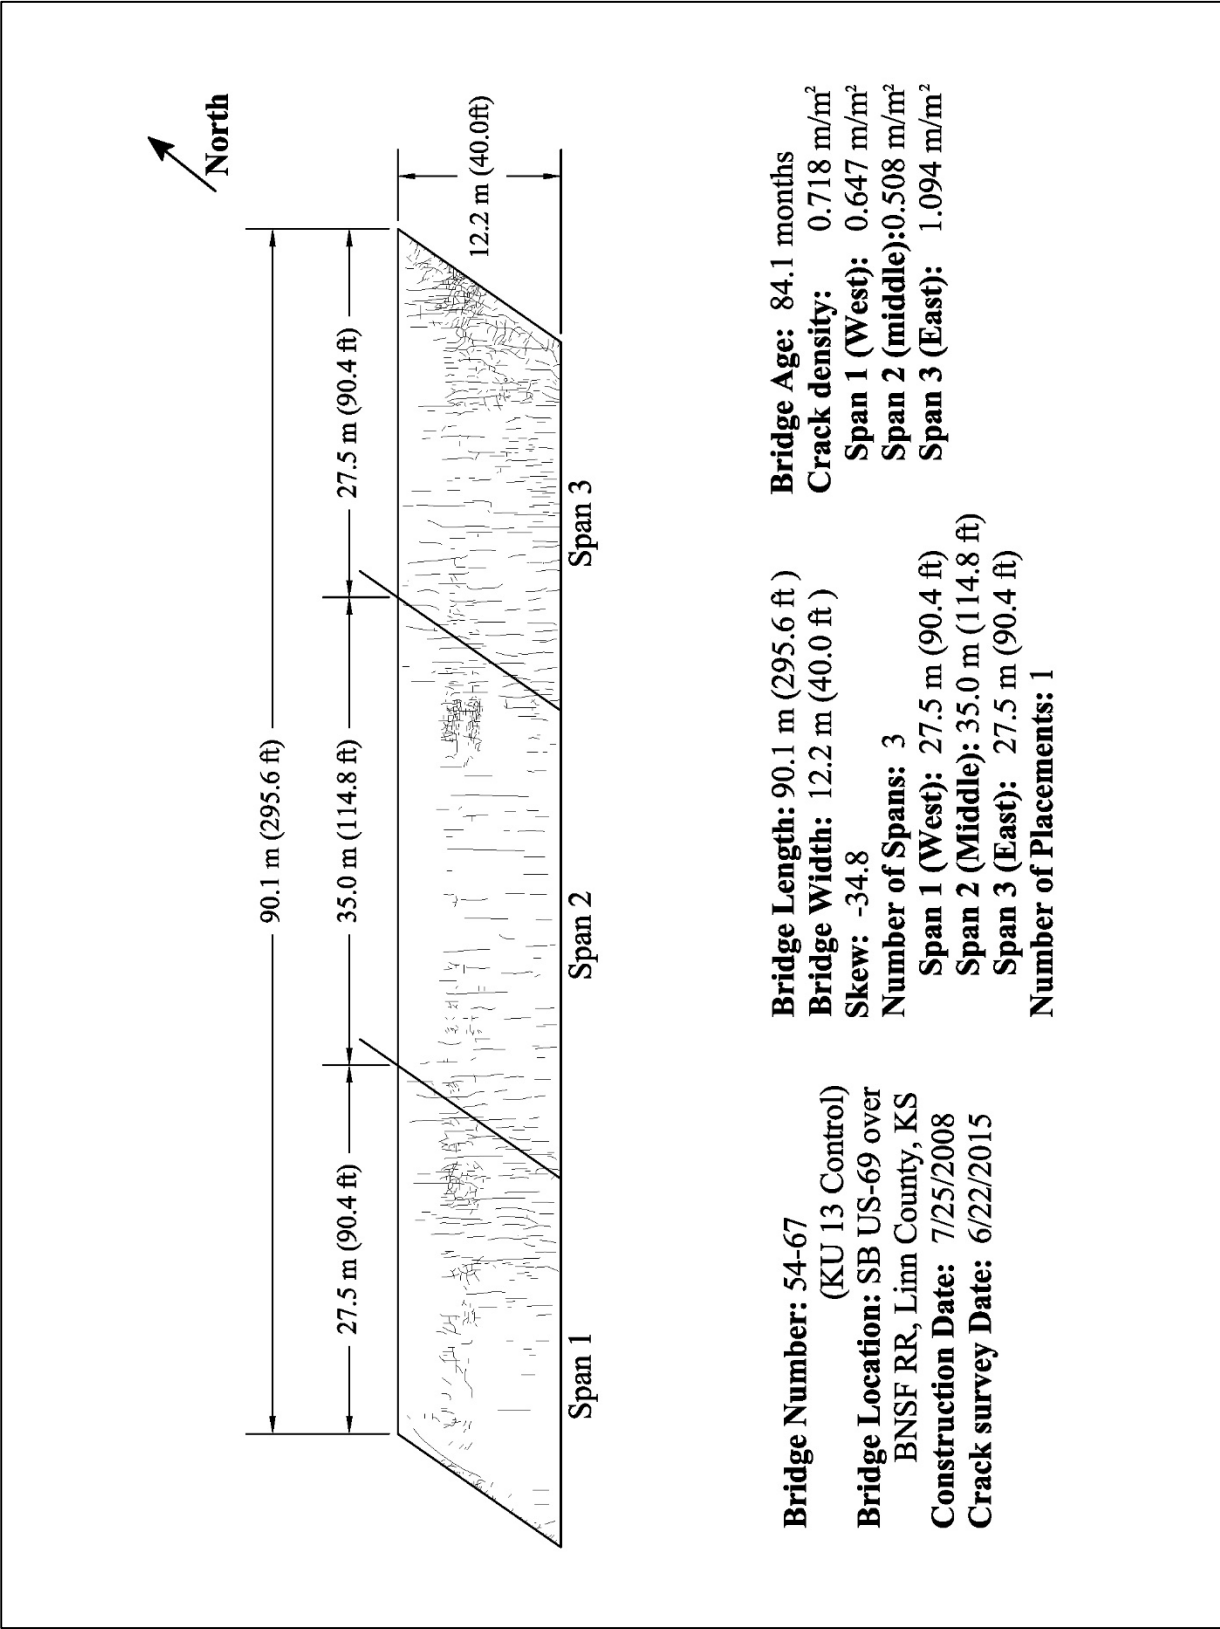 North
90.1 m (295.6 ft)
27.5 m (90.4 ft)
35.0 m (114.8 ft)
27.5 m (90.4 ft)
12.2 m (40.0ft)
Span 1
Span 2
Span 3
Bridge Number: 54-67
(KU 13 Control)
Bridge Location: SB US-69 over
BNSF RR, Linn County, KS
Construction Date: 7/25/2008
Crack survey Date: 6/22/2015
Bridge Length: 90.1 m (295.6 ft )
Bridge Width: 12.2 m (40.0 ft )
Skew: -34.8
Number of Spans: 3
Span 1 (West): 27.5 m (90.4 ft)
Span 2 (Middle): 35.0 m (114.8 ft)
Span 3 (East): 27.5 m (90.4 ft)
Number of Placements: 1
Bridge Age: 84.1 months
Crack density: 0.718 m/m²
Span 1 (West): 0.647 m/m²
Span 2 (middle):0.508 m/m²
Span 3 (East): 1.094 m/m²